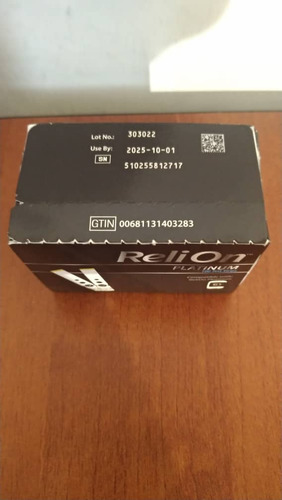 Lot No.: 303022
Use By: 2025-10-01
SN 510255812717
GTIN 00681131403283
ReliOn
PLATINUM